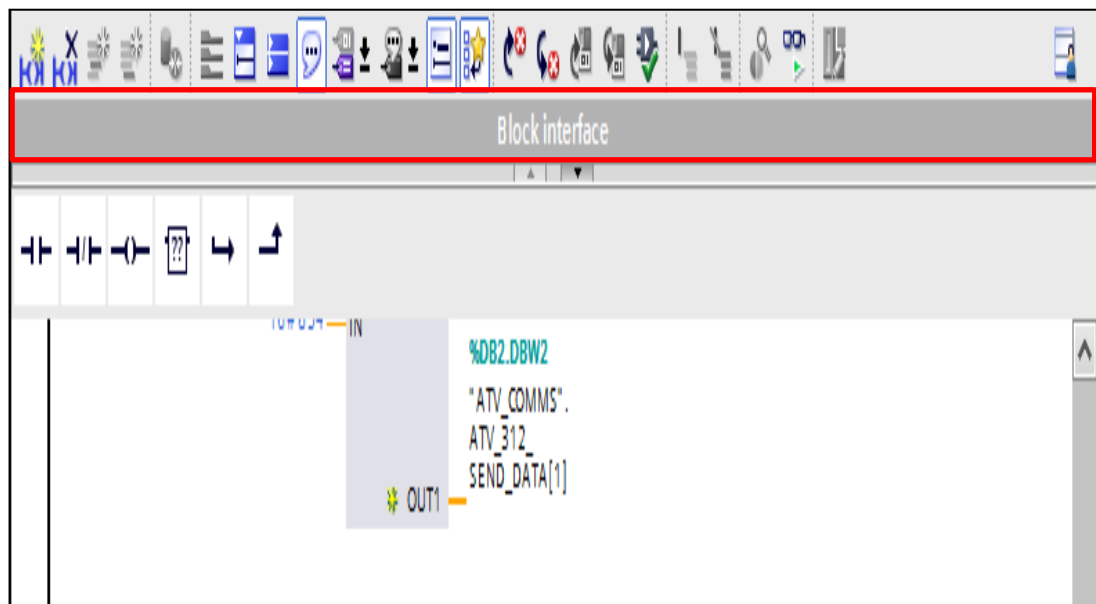 Block interface
??
IN
%DB2.DBW2
"ATV_COMMS".
ATV_312_
SEND_DATA[1]
OUT1